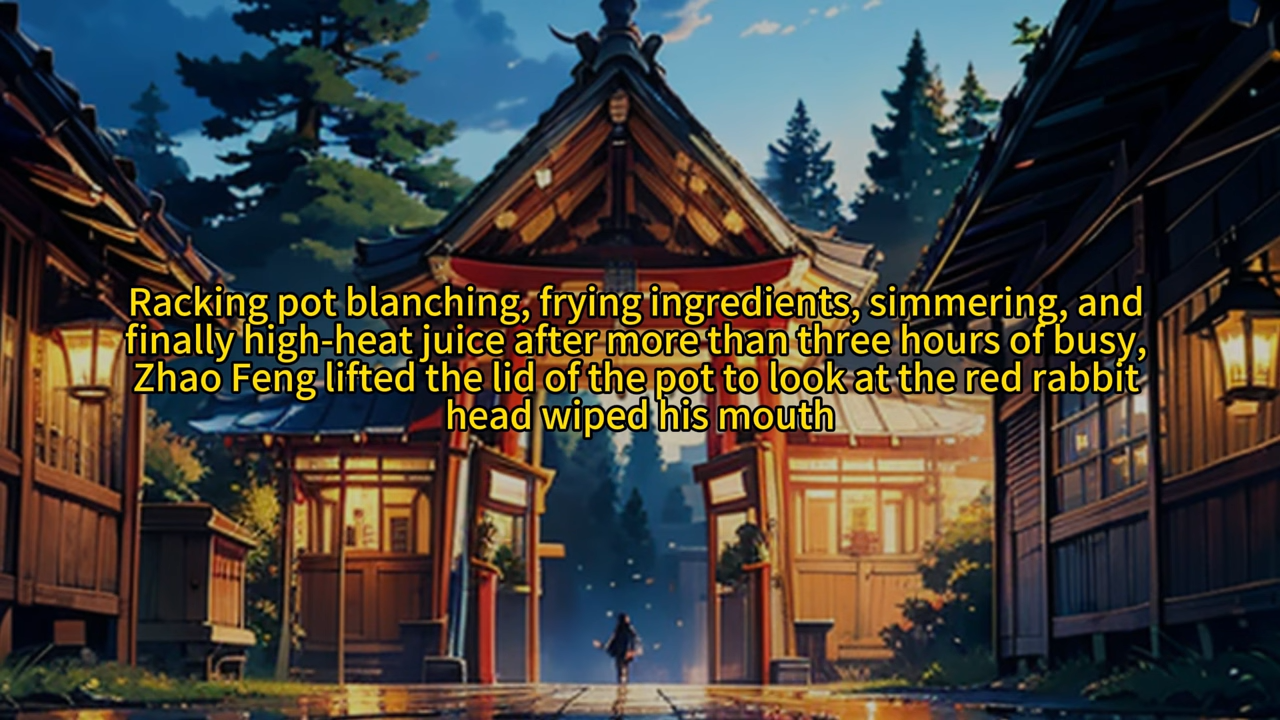 Racking pot blanching, frying ingredients, simmering, and
finally high-heat juice after more than three hours of busy,
Zhao Feng lifted the lid of the pot to look at the red rabbit
head wiped his mouth